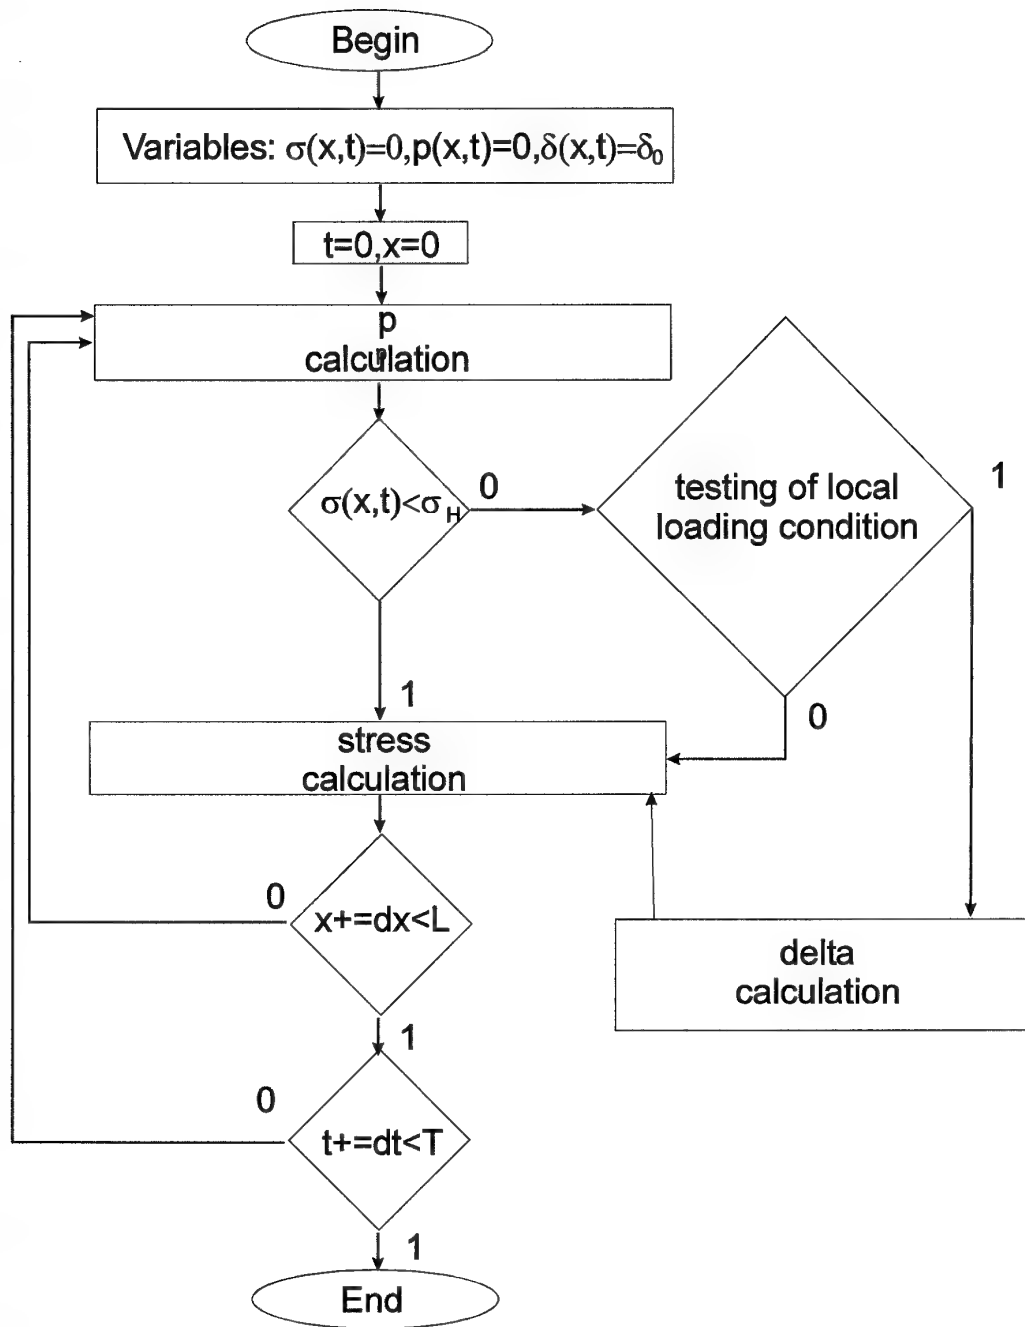 Begin
Variables: σ(x,t)=0,p(x,t)=0,δ(x,t)=δ₀
t=0,x=0
p
calculation
σ(x,t)<σ_H
0
testing of local
loading condition
1
1
0
stress
calculation
0
x+=dx<L
delta
calculation
1
0
t+=dt<T
1
End